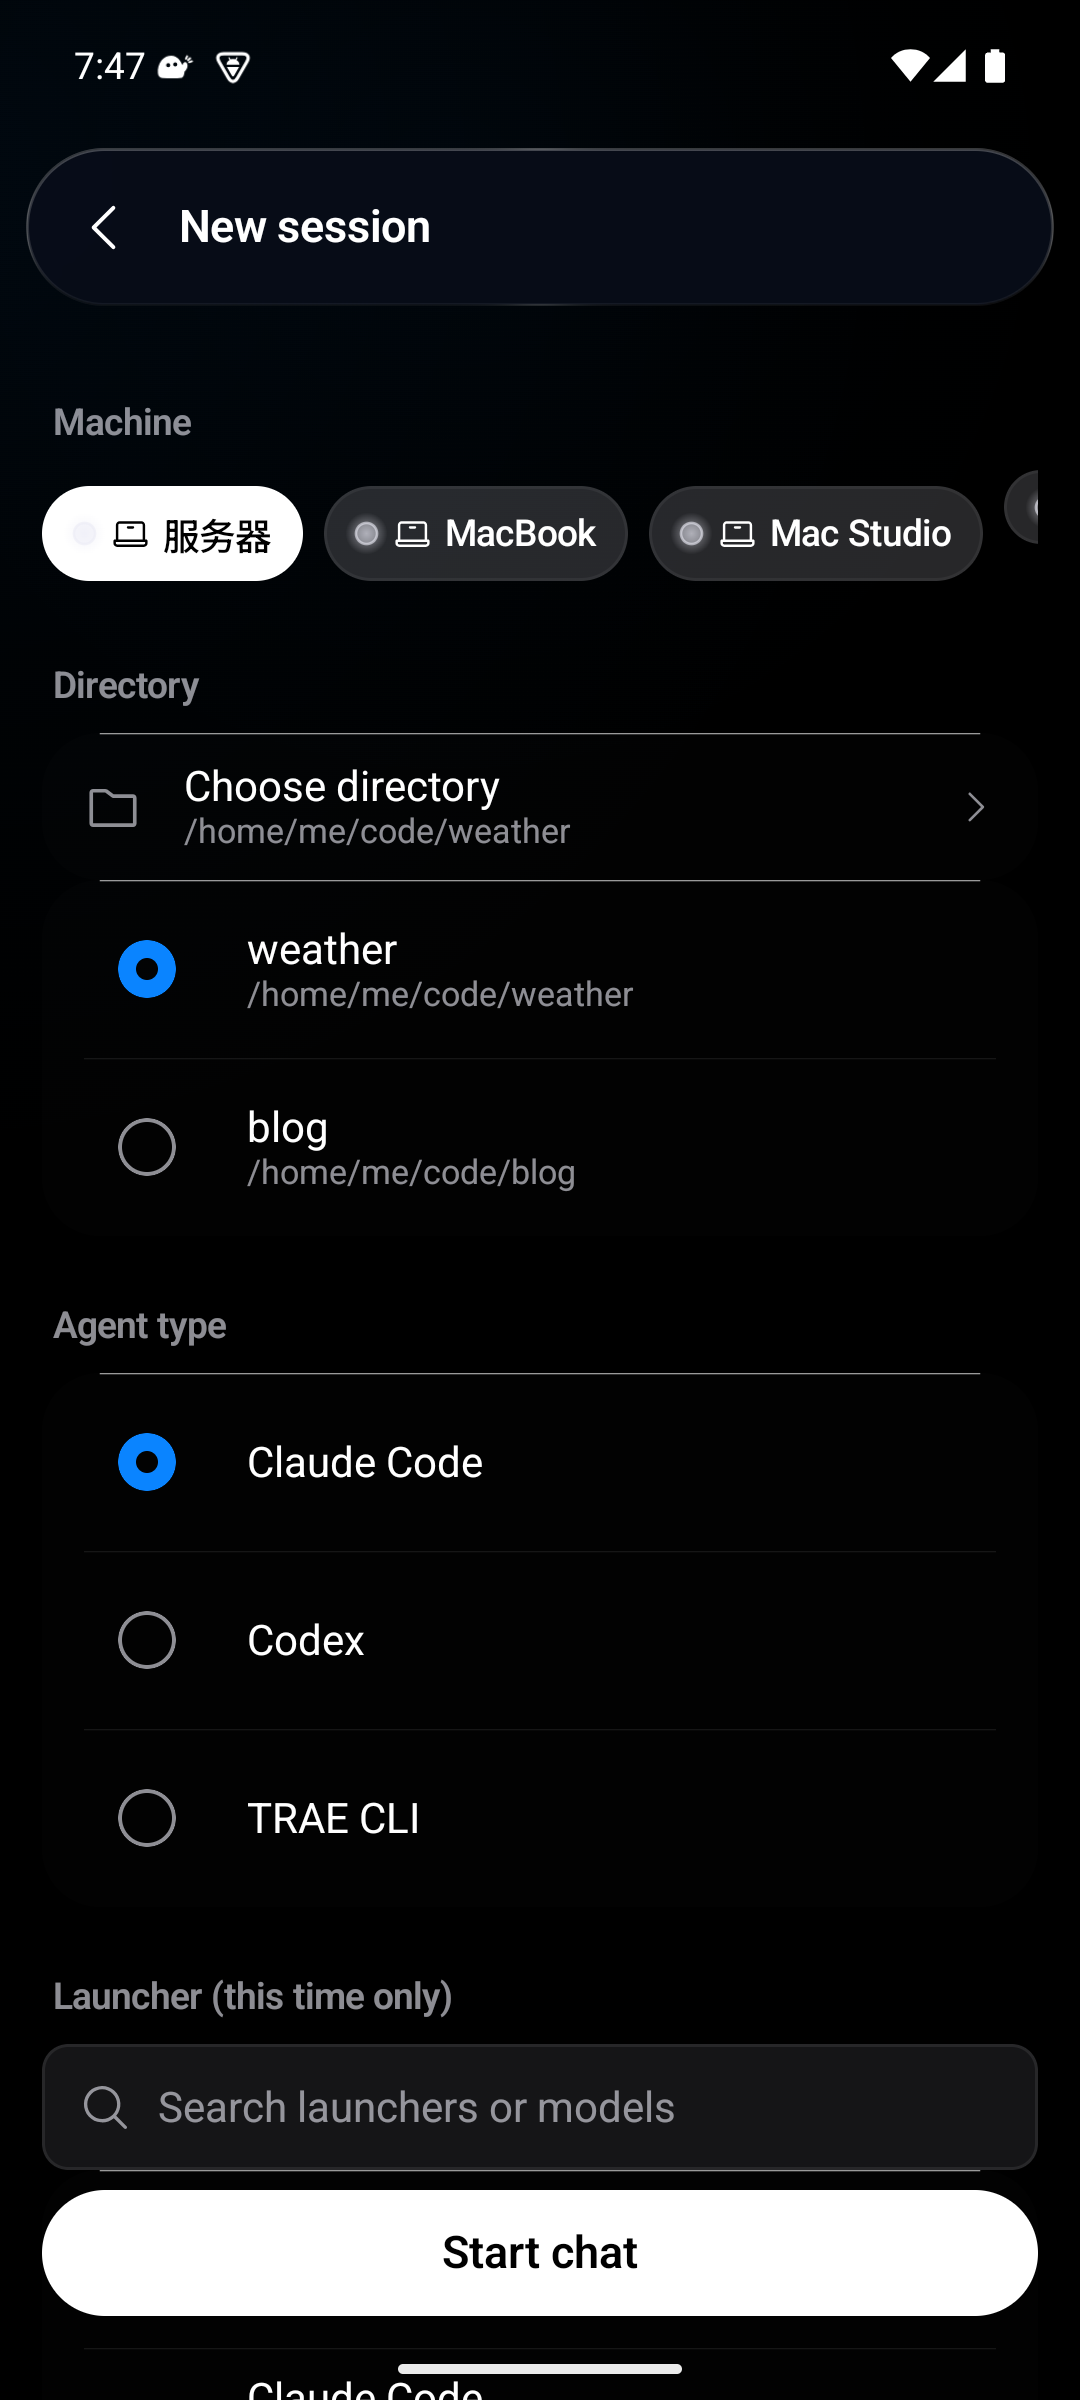 7:47
New session
Machine
服务器
MacBook
Mac Studio
Directory
Choose directory
/home/me/code/weather
weather
/home/me/code/weather
blog
/home/me/code/blog
Agent type
Claude Code
Codex
TRAE CLI
Launcher (this time only)
Search launchers or models
Start chat
Claude Code